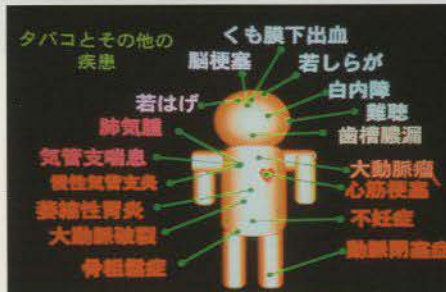 タバコとその他の
疾患
くも膜下出血
脳梗塞
若しらが
白内障
若はげ
難聴
歯槽膿漏
肺気腫
気管支喘息
大動脈瘤
慢性気管支炎
心筋梗塞
萎縮性胃炎
大動脈破裂
不妊症
骨粗鬆症
動脈閉塞症